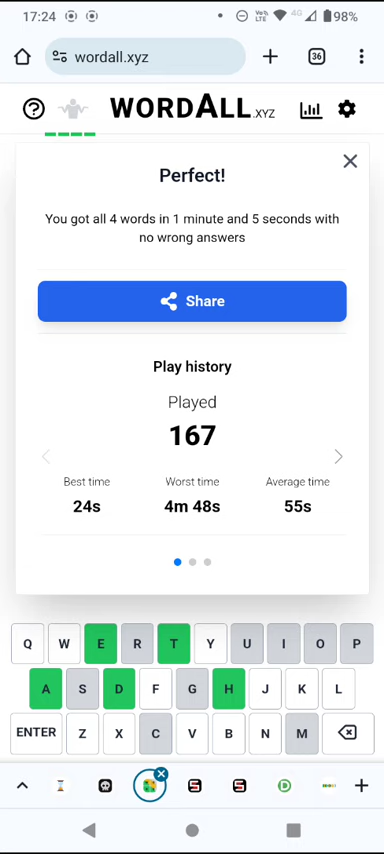 17:24 VoLTE 4G 98%
wordall.xyz 36
WORDALL.XYZ
Perfect!
You got all 4 words in 1 minute and 5 seconds with
no wrong answers
Share
Play history
Played
167
Best time Worst time Average time
24s 4m 48s 55s
Q W E R T Y U I O P
A S D F G H J K L
ENTER Z X C V B N M